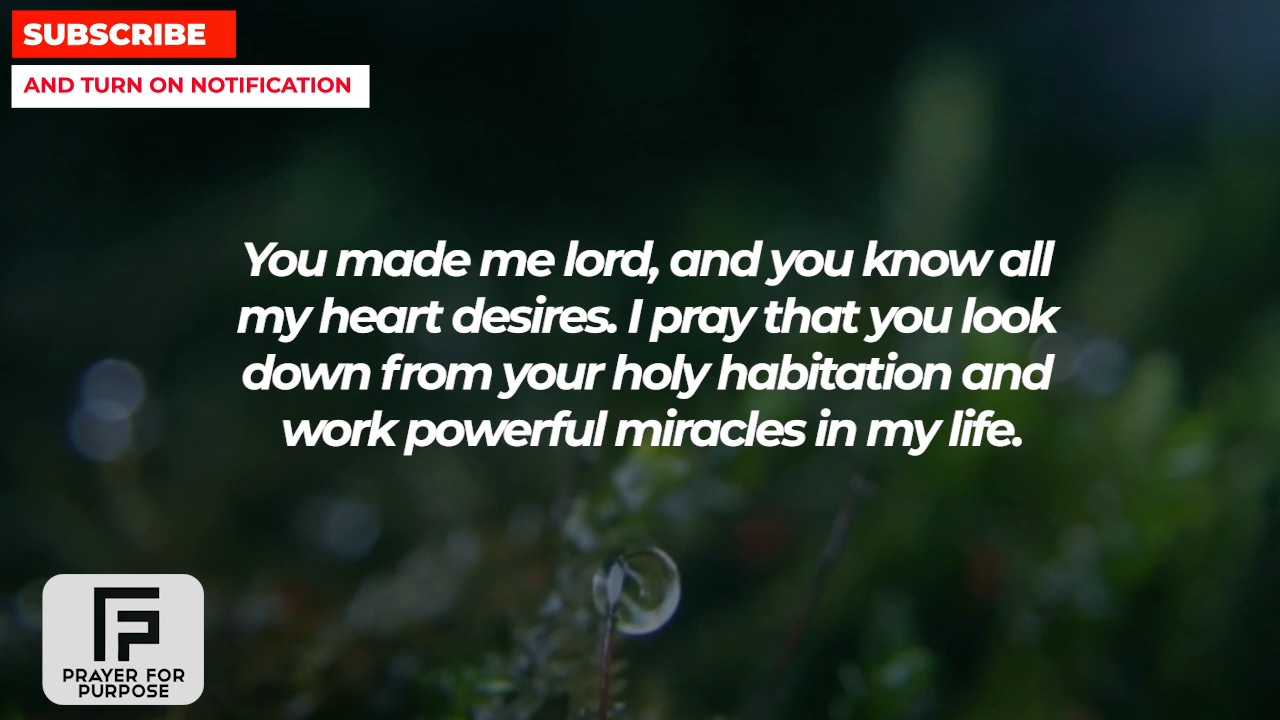 SUBSCRIBE
AND TURN ON NOTIFICATION
You made me lord, and you know all
my heart desires. I pray that you look
down from your holy habitation and
work powerful miracles in my life.
PRAYER FOR
PURPOSE